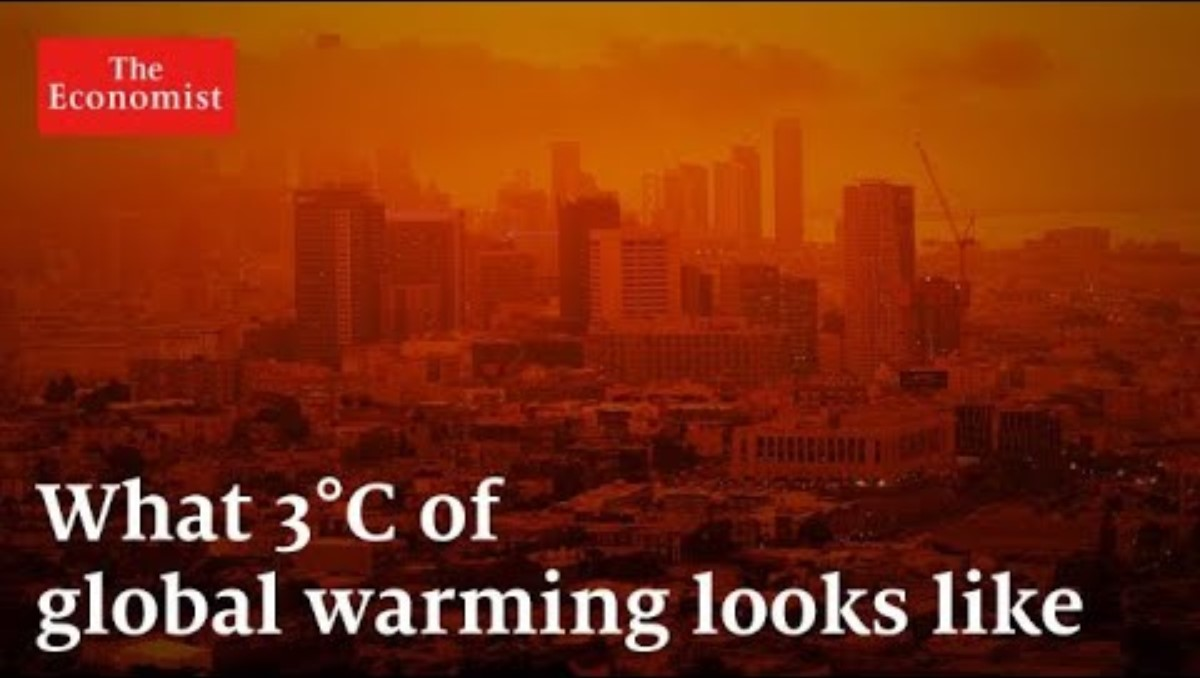 The
Economist
What 3°C of
global warming looks like